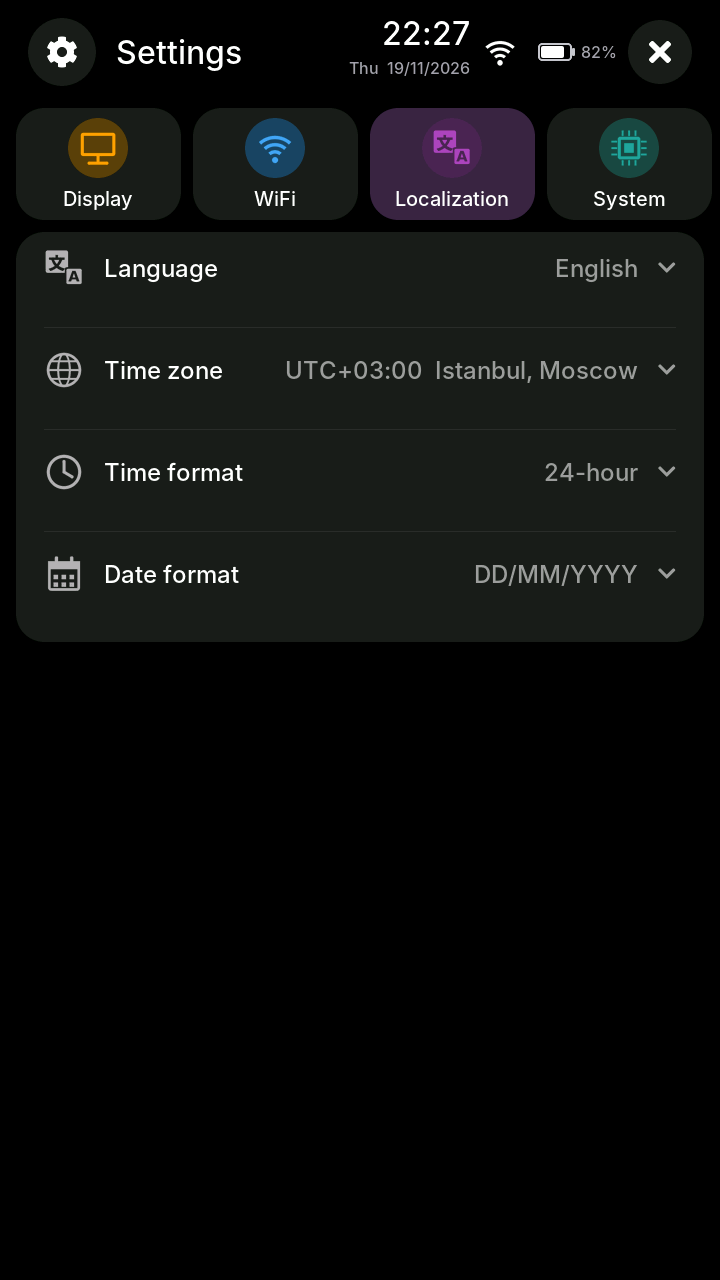 Settings
22:27
Thu 19/11/2026
82%
Display
WiFi
Localization
System
Language English
Time zone UTC+03:00 Istanbul, Moscow
Time format 24-hour
Date format DD/MM/YYYY